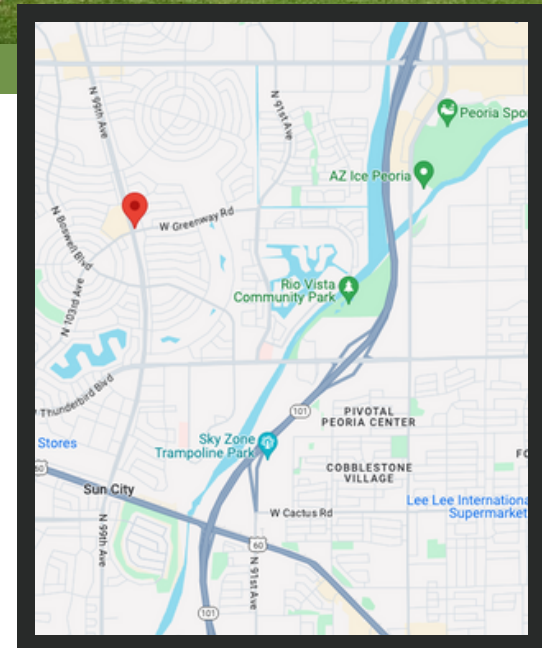 N 99th Ave
N 91st Ave
Peoria Spo
AZ Ice Peoria
N Boswell Blvd
W Greenway Rd
N 103rd Ave
Rio Vista
Community Park
Thunderbird Blvd
101
PIVOTAL
PEORIA CENTER
Stores
Sky Zone
Trampoline Park
FO
60
COBBLESTONE
VILLAGE
Sun City
Lee Lee Internationa
Supermarket
W Cactus Rd
N 99th Ave
60
N 91st Ave
101